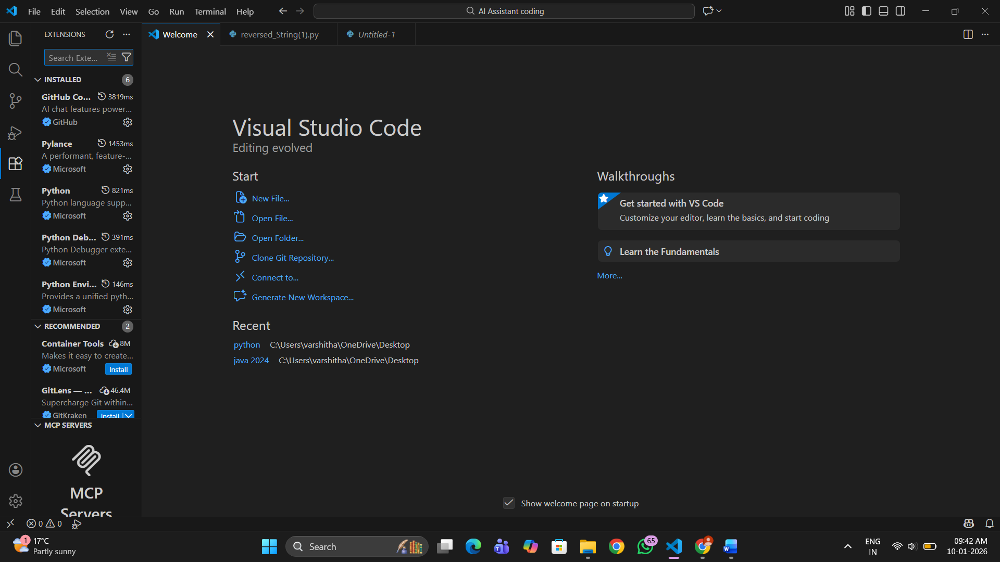 File Edit Selection View Go Run Terminal Help
AI Assistant coding
EXTENSIONS
Welcome
reversed_String(1).py
Untitled-1
Search Exte...
INSTALLED 6
GitHub Co... 3819ms
AI chat features power...
GitHub
Pylance 1453ms
A performant, feature-...
Microsoft
Python 821ms
Python language supp...
Microsoft
Python Deb... 391ms
Python Debugger exte...
Microsoft
Python Envi... 146ms
Provides a unified pyth...
Microsoft
RECOMMENDED 2
Container Tools 8M
Makes it easy to create...
Microsoft Install
GitLens — ... 46.4M
Supercharge Git within...
GitKraken Install
MCP SERVERS
MCP
Servers
Visual Studio Code
Editing evolved
Start
New File...
Open File...
Open Folder...
Clone Git Repository...
Connect to...
Generate New Workspace...
Recent
python C:\Users\varshitha\OneDrive\Desktop
java 2024 C:\Users\varshitha\OneDrive\Desktop
Walkthroughs
Get started with VS Code
Customize your editor, learn the basics, and start coding
Learn the Fundamentals
More...
Show welcome page on startup
0 0
1
17°C
Partly sunny
Search
T
65
W
ENG
IN
09:42 AM
10-01-2026